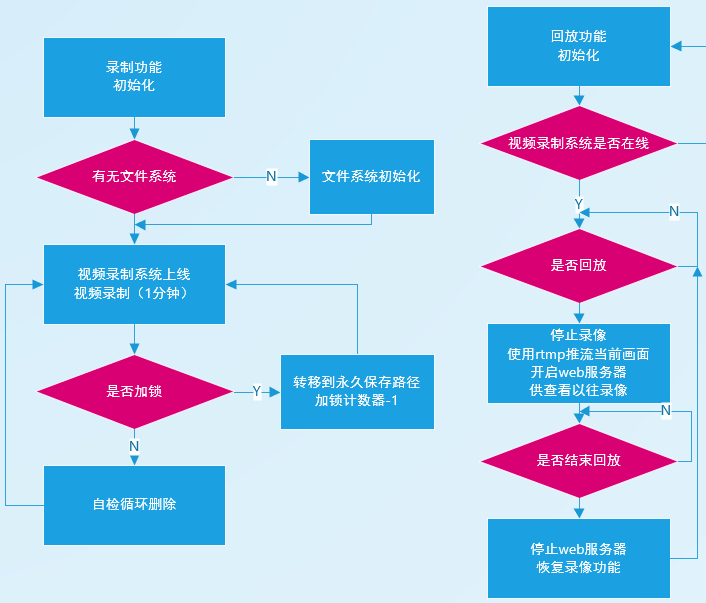 录制功能
初始化
有无文件系统
N
文件系统初始化
视频录制系统上线
视频录制（1分钟）
是否加锁
Y
转移到永久保存路径
加锁计数器-1
N
自检循环删除
回放功能
初始化
视频录制系统是否在线
Y
N
是否回放
停止录像
使用rtmp推流当前画面
开启web服务器
供查看以往录像
N
是否结束回放
停止web服务器
恢复录像功能